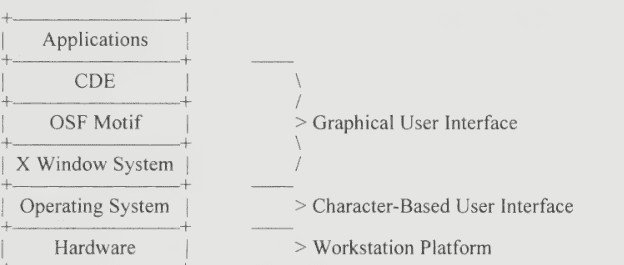 Applications
CDE
OSF Motif
> Graphical User Interface
X Window System
Operating System > Character-Based User Interface
Hardware > Workstation Platform